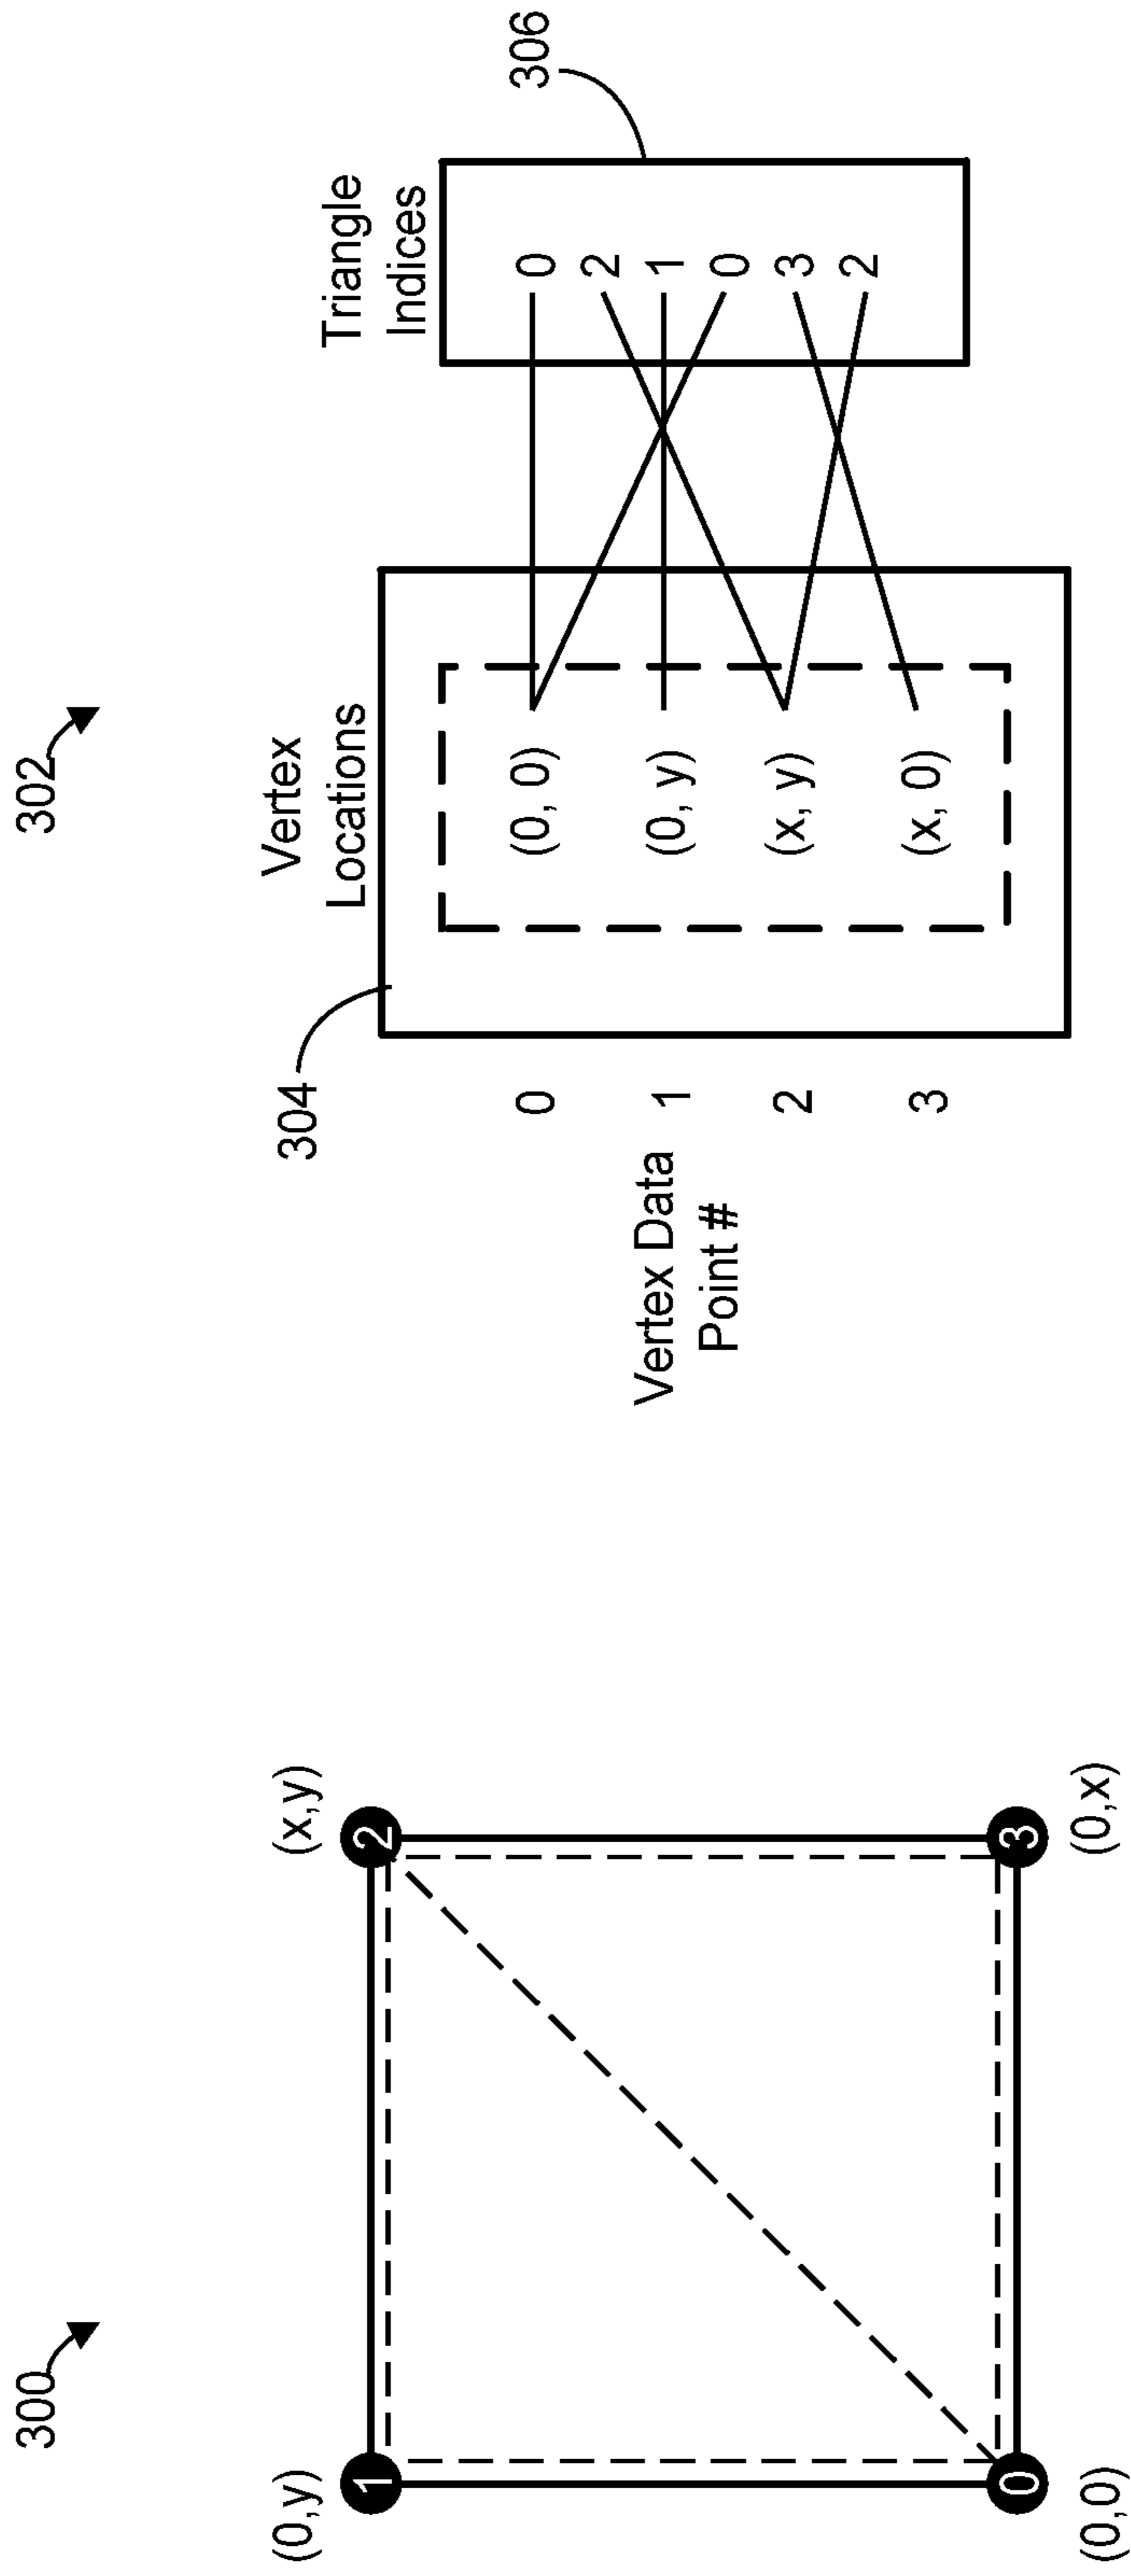 300
(0,y)
(x,y)
1
2
0
3
(0,0)
(0,x)
302
304
306
Vertex
Locations
Triangle
Indices
Vertex Data
Point #
0
1
2
3
(0, 0)
(0, y)
(x, y)
(x, 0)
0
2
1
0
3
2